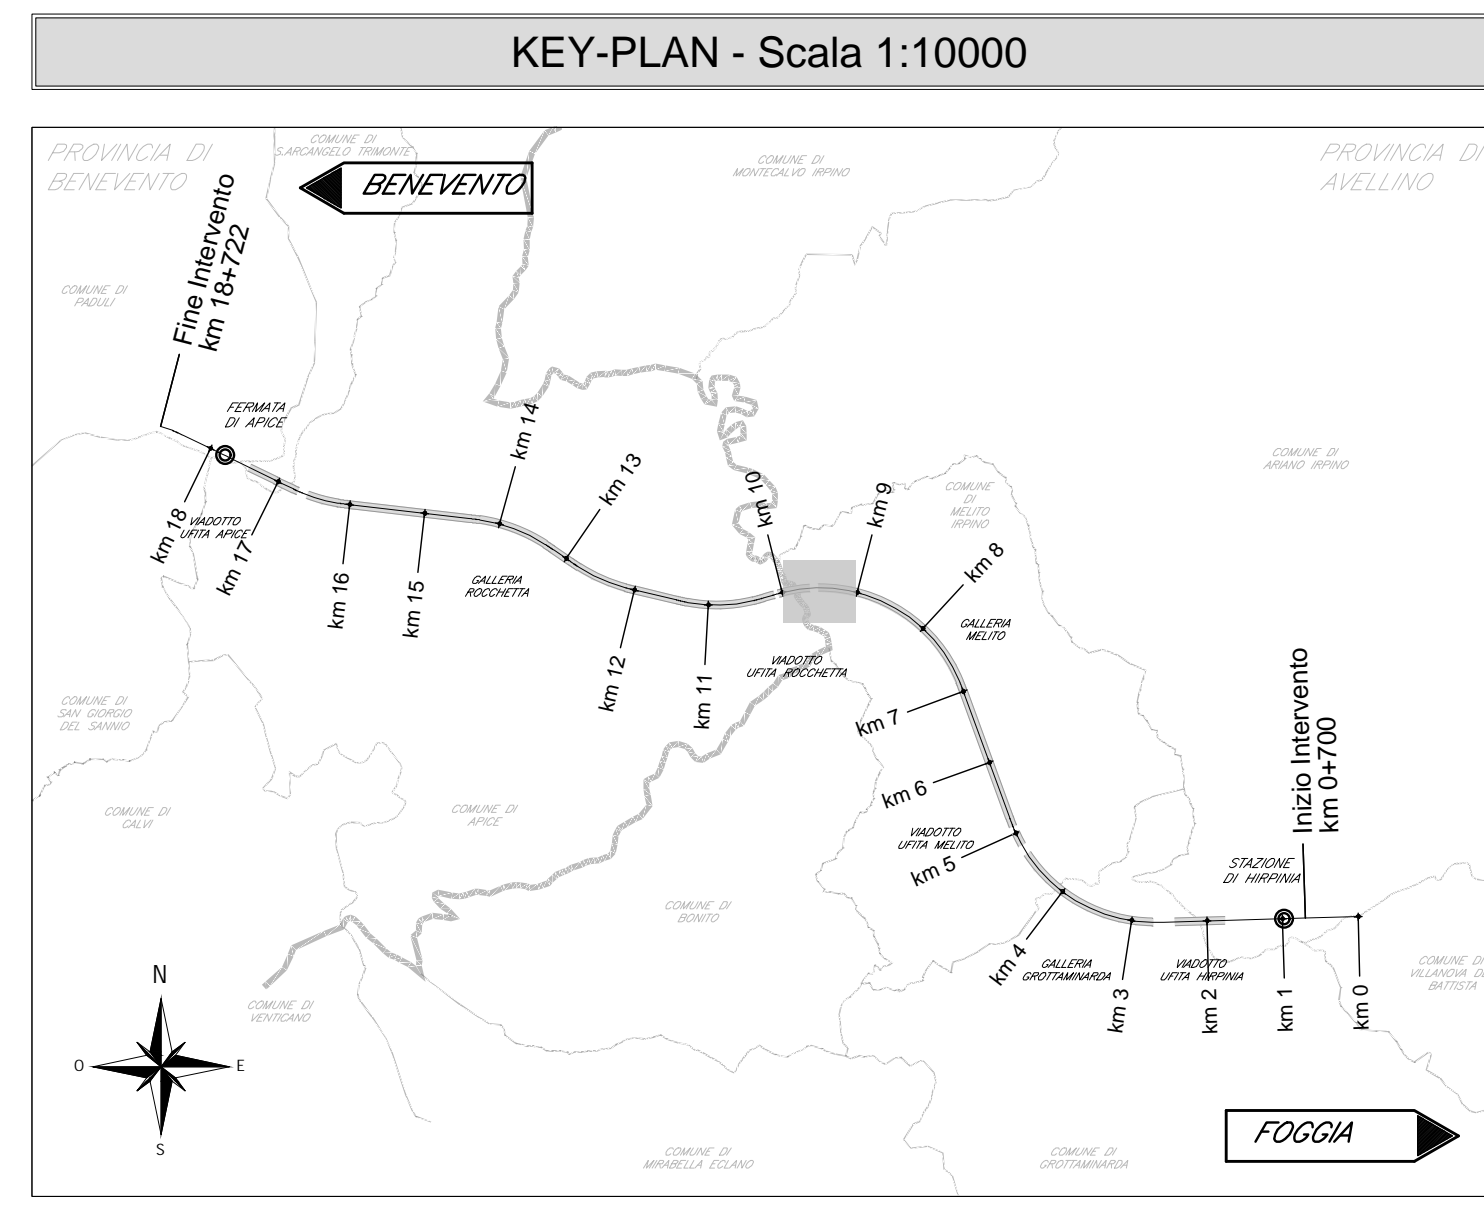 KEY-PLAN - Scala 1:10000
PROVINCIA DI
BENEVENTO
COMUNE DI
S.ARCANGELO TRIMONTE
BENEVENTO
COMUNE DI
MONTECALVO IRPINO
PROVINCIA DI
AVELLINO
Fine Intervento
km 18+722
COMUNE DI
PADULI
FERMATA
DI APICE
km 18
VIADOTTO
UFITA APICE
km 17
km 16
km 15
km 14
km 13
GALLERIA
ROCCHETTA
km 12
km 11
km 10
km 9
COMUNE
DI
MELITO
IRPINO
COMUNE DI
ARIANO IRPINO
km 8
GALLERIA
MELITO
VIADOTTO
UFITA ROCCHETTA
km 7
km 6
VIADOTTO
UFITA MELITO
km 5
Inizio Intervento
km 0+700
STAZIONE
DI HIRPINIA
COMUNE DI
SAN GIORGIO
DEL SANNIO
COMUNE DI
CALVI
COMUNE DI
APICE
COMUNE DI
BONITO
km 4
GALLERIA
GROTTAMINARDA
km 3
VIADOTTO
UFITA HIRPINIA
km 2
km 1
km 0
COMUNE DI
VILLANOVA DE
BATTISTA
COMUNE DI
VENTICANO
N
O
E
S
FOGGIA
COMUNE DI
MIRABELLA ECLANO
COMUNE DI
GROTTAMINARDA